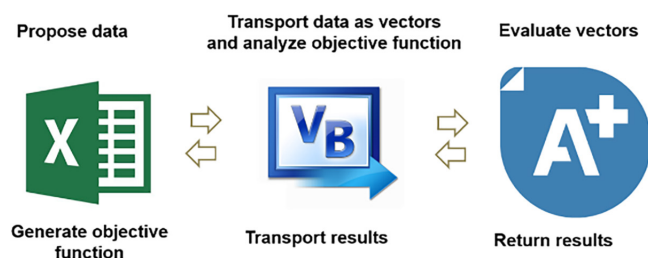 Propose data
Transport data as vectors
and analyze objective function
Evaluate vectors
X
VB
A+
Generate objective
function
Transport results
Return results